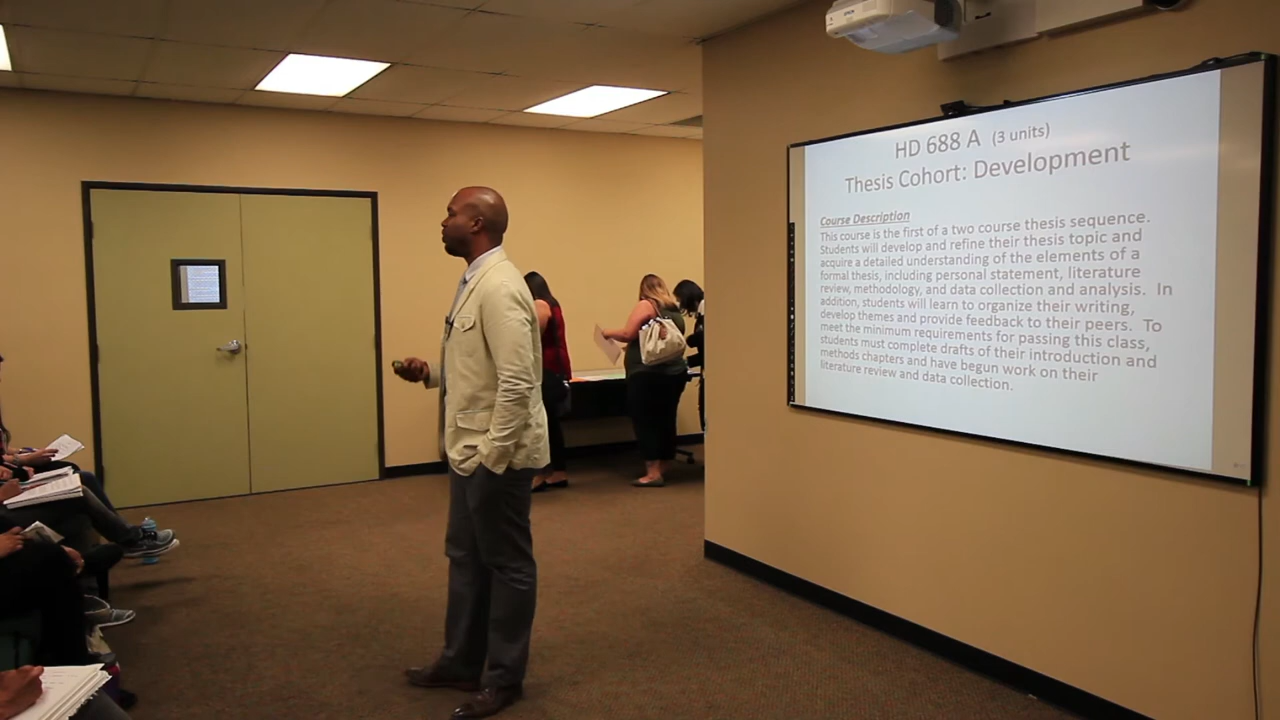 EPSON
HD 688 A (3 units)
Thesis Cohort: Development
Course Description
This course is the first of a two course thesis sequence.
Students will develop and refine their thesis topic and
acquire a detailed understanding of the elements of a
formal thesis, including personal statement, literature
review, methodology, and data collection and analysis. In
addition, students will learn to organize their writing,
develop themes and provide feedback to their peers. To
meet the minimum requirements for passing this class,
students must complete drafts of their introduction and
methods chapters and have begun work on their
literature review and data collection.